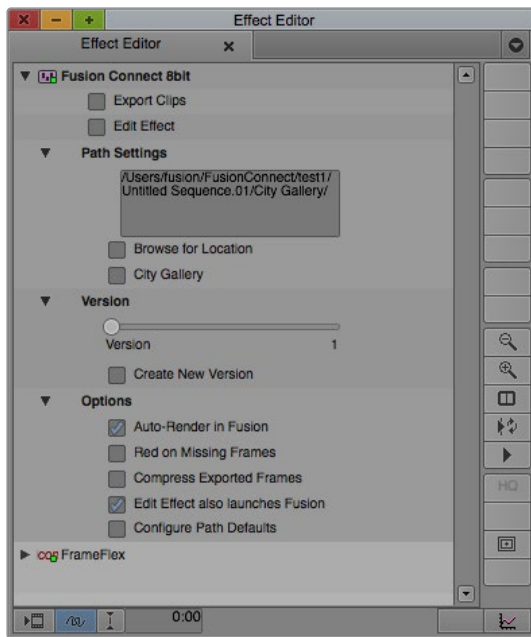 Effect Editor
Effect Editor
Fusion Connect 8bit
Export Clips
Edit Effect
Path Settings
/Users/fusion/FusionConnect/test1/
Untitled Sequence.01/City Gallery/
Browse for Location
City Gallery
Version
Version 1
Create New Version
Options
Auto-Render in Fusion
Red on Missing Frames
Compress Exported Frames
Edit Effect also launches Fusion
Configure Path Defaults
FrameFlex
HQ
0:00